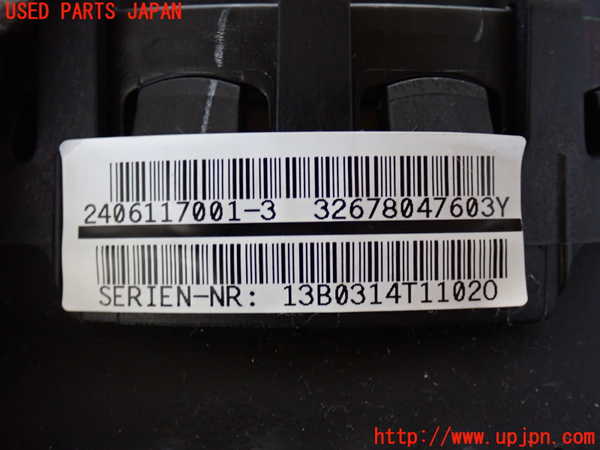 USED PARTS JAPAN
2406117001-3 32678047603Y
SERIEN-NR: 13B0314T11020
http://www.upjpn.com/